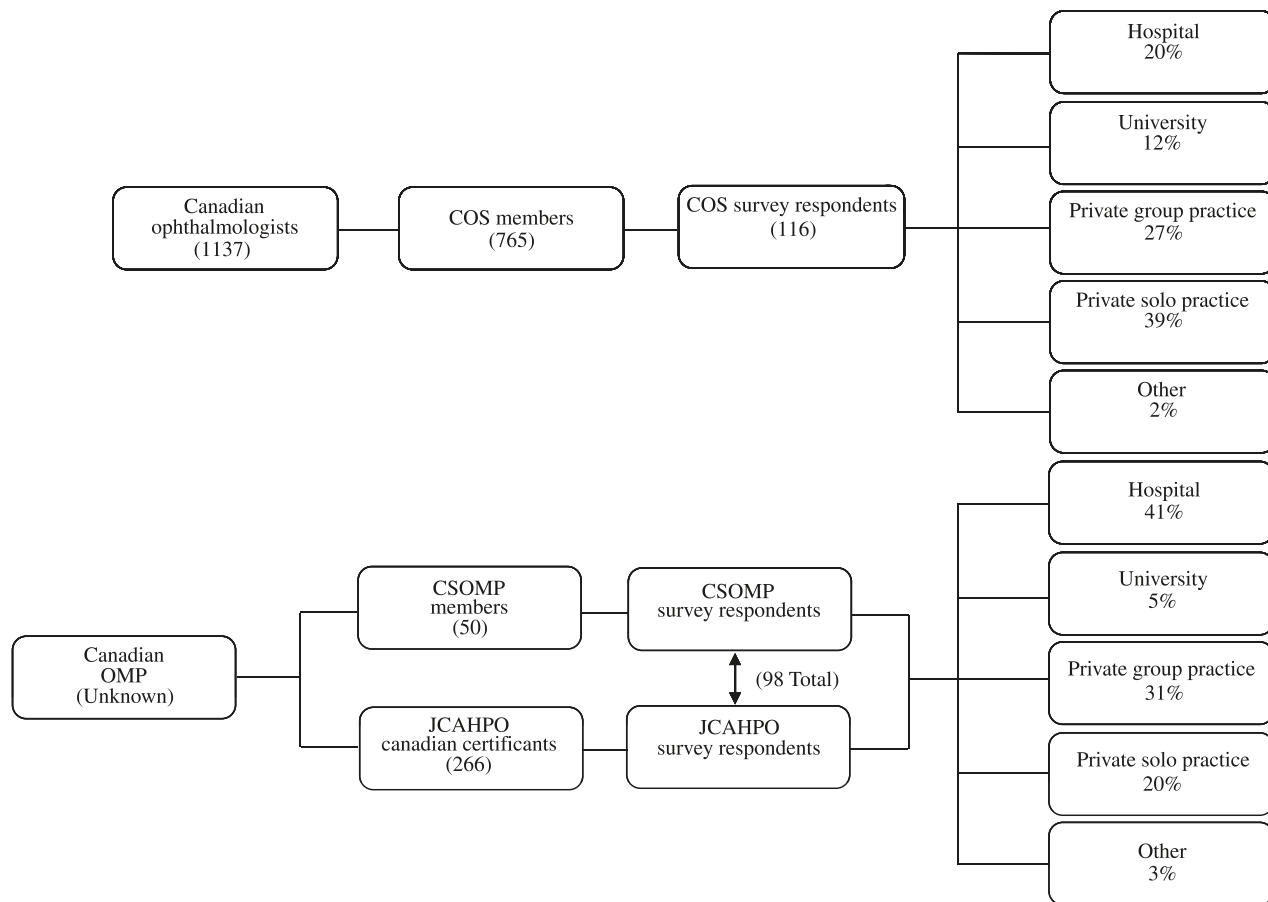 Canadian
ophthalmologists
(1137)
COS members
(765)
COS survey respondents
(116)
Hospital
20%
University
12%
Private group practice
27%
Private solo practice
39%
Other
2%
Canadian
OMP
(Unknown)
CSOMP
members
(50)
CSOMP
survey respondents
(98 Total)
JCAHPO
canadian certificants
(266)
JCAHPO
survey respondents
Hospital
41%
University
5%
Private group practice
31%
Private solo practice
20%
Other
3%